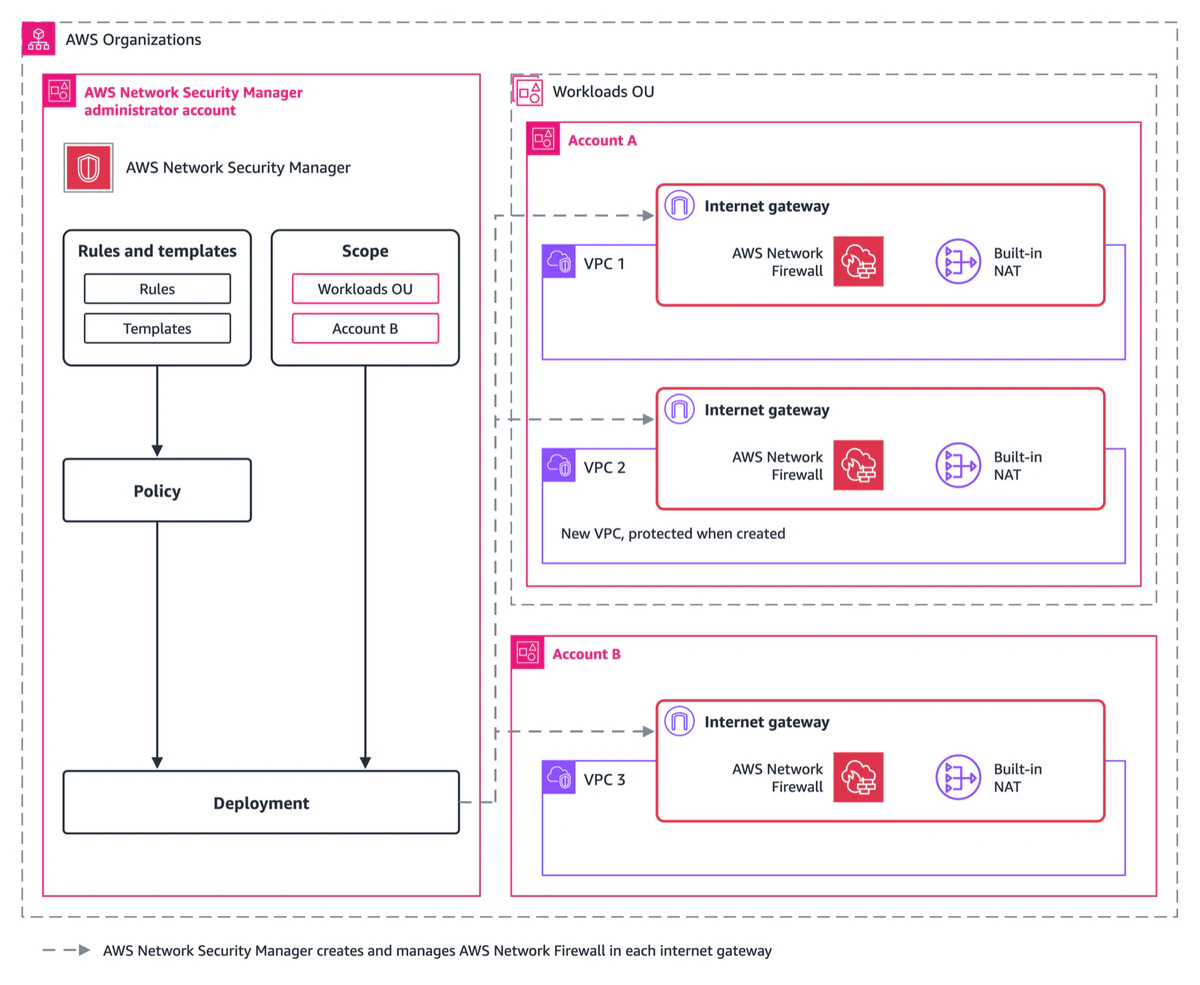 AWS Organizations
AWS Network Security Manager
administrator account
AWS Network Security Manager
Rules and templates
Rules
Templates
Scope
Workloads OU
Account B
Policy
Deployment
Workloads OU
Account A
Internet gateway
AWS Network
Firewall
Built-in
NAT
VPC 1
Internet gateway
AWS Network
Firewall
Built-in
NAT
VPC 2
New VPC, protected when created
Account B
Internet gateway
AWS Network
Firewall
Built-in
NAT
VPC 3
AWS Network Security Manager creates and manages AWS Network Firewall in each internet gateway